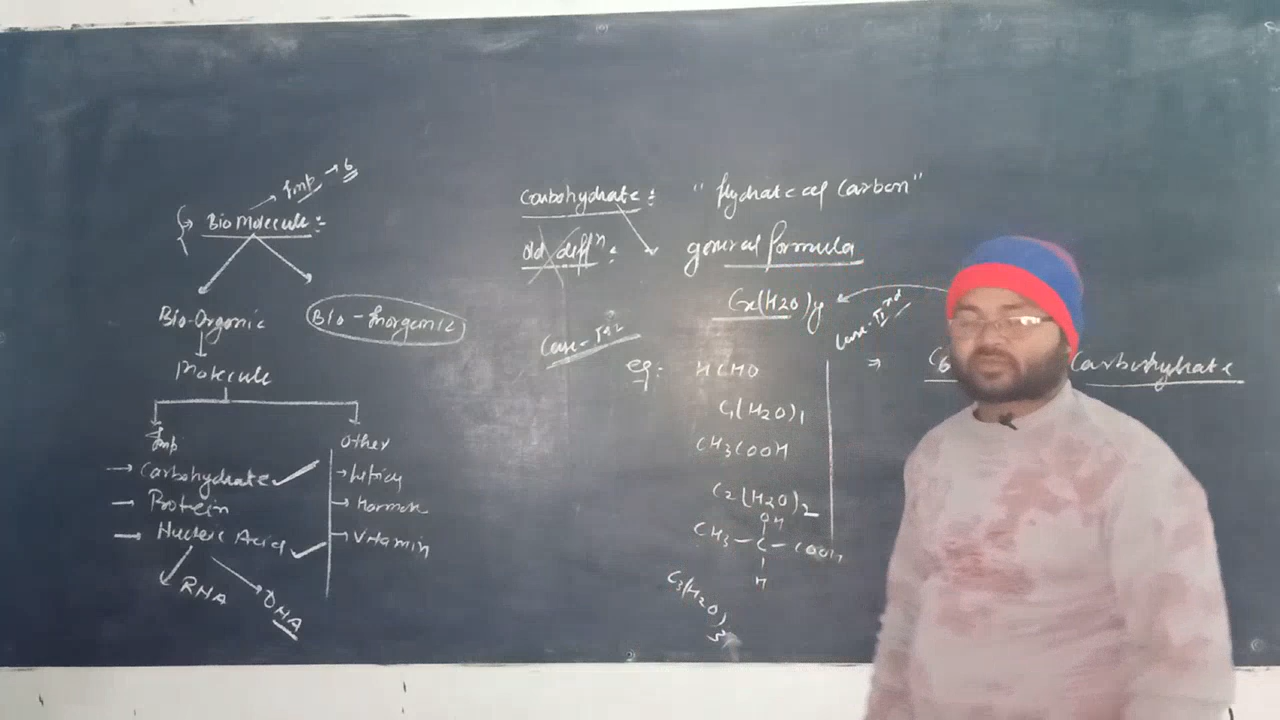 Imp → 6
Bio Molecule :-
Bio-Organic
Bio-Inorganic
Molecule
Imp
Other
→ Carbohydrate ✓
→ Protein
→ Nucleic Acid ✓
→ Hormone
→ Vitamin
RNA
DNA
Carbohydrate : "Hydrate of Carbon"
old deffⁿ : general formula
Cx(H2O)y
Case-Ist
Case-IInd
eg: HCHO
C1(H2O)1
CH3COOH
C2(H2O)2
OH
CH3-C-COOH
H
C3(H2O)3
⇒ C6
Carbohydrate